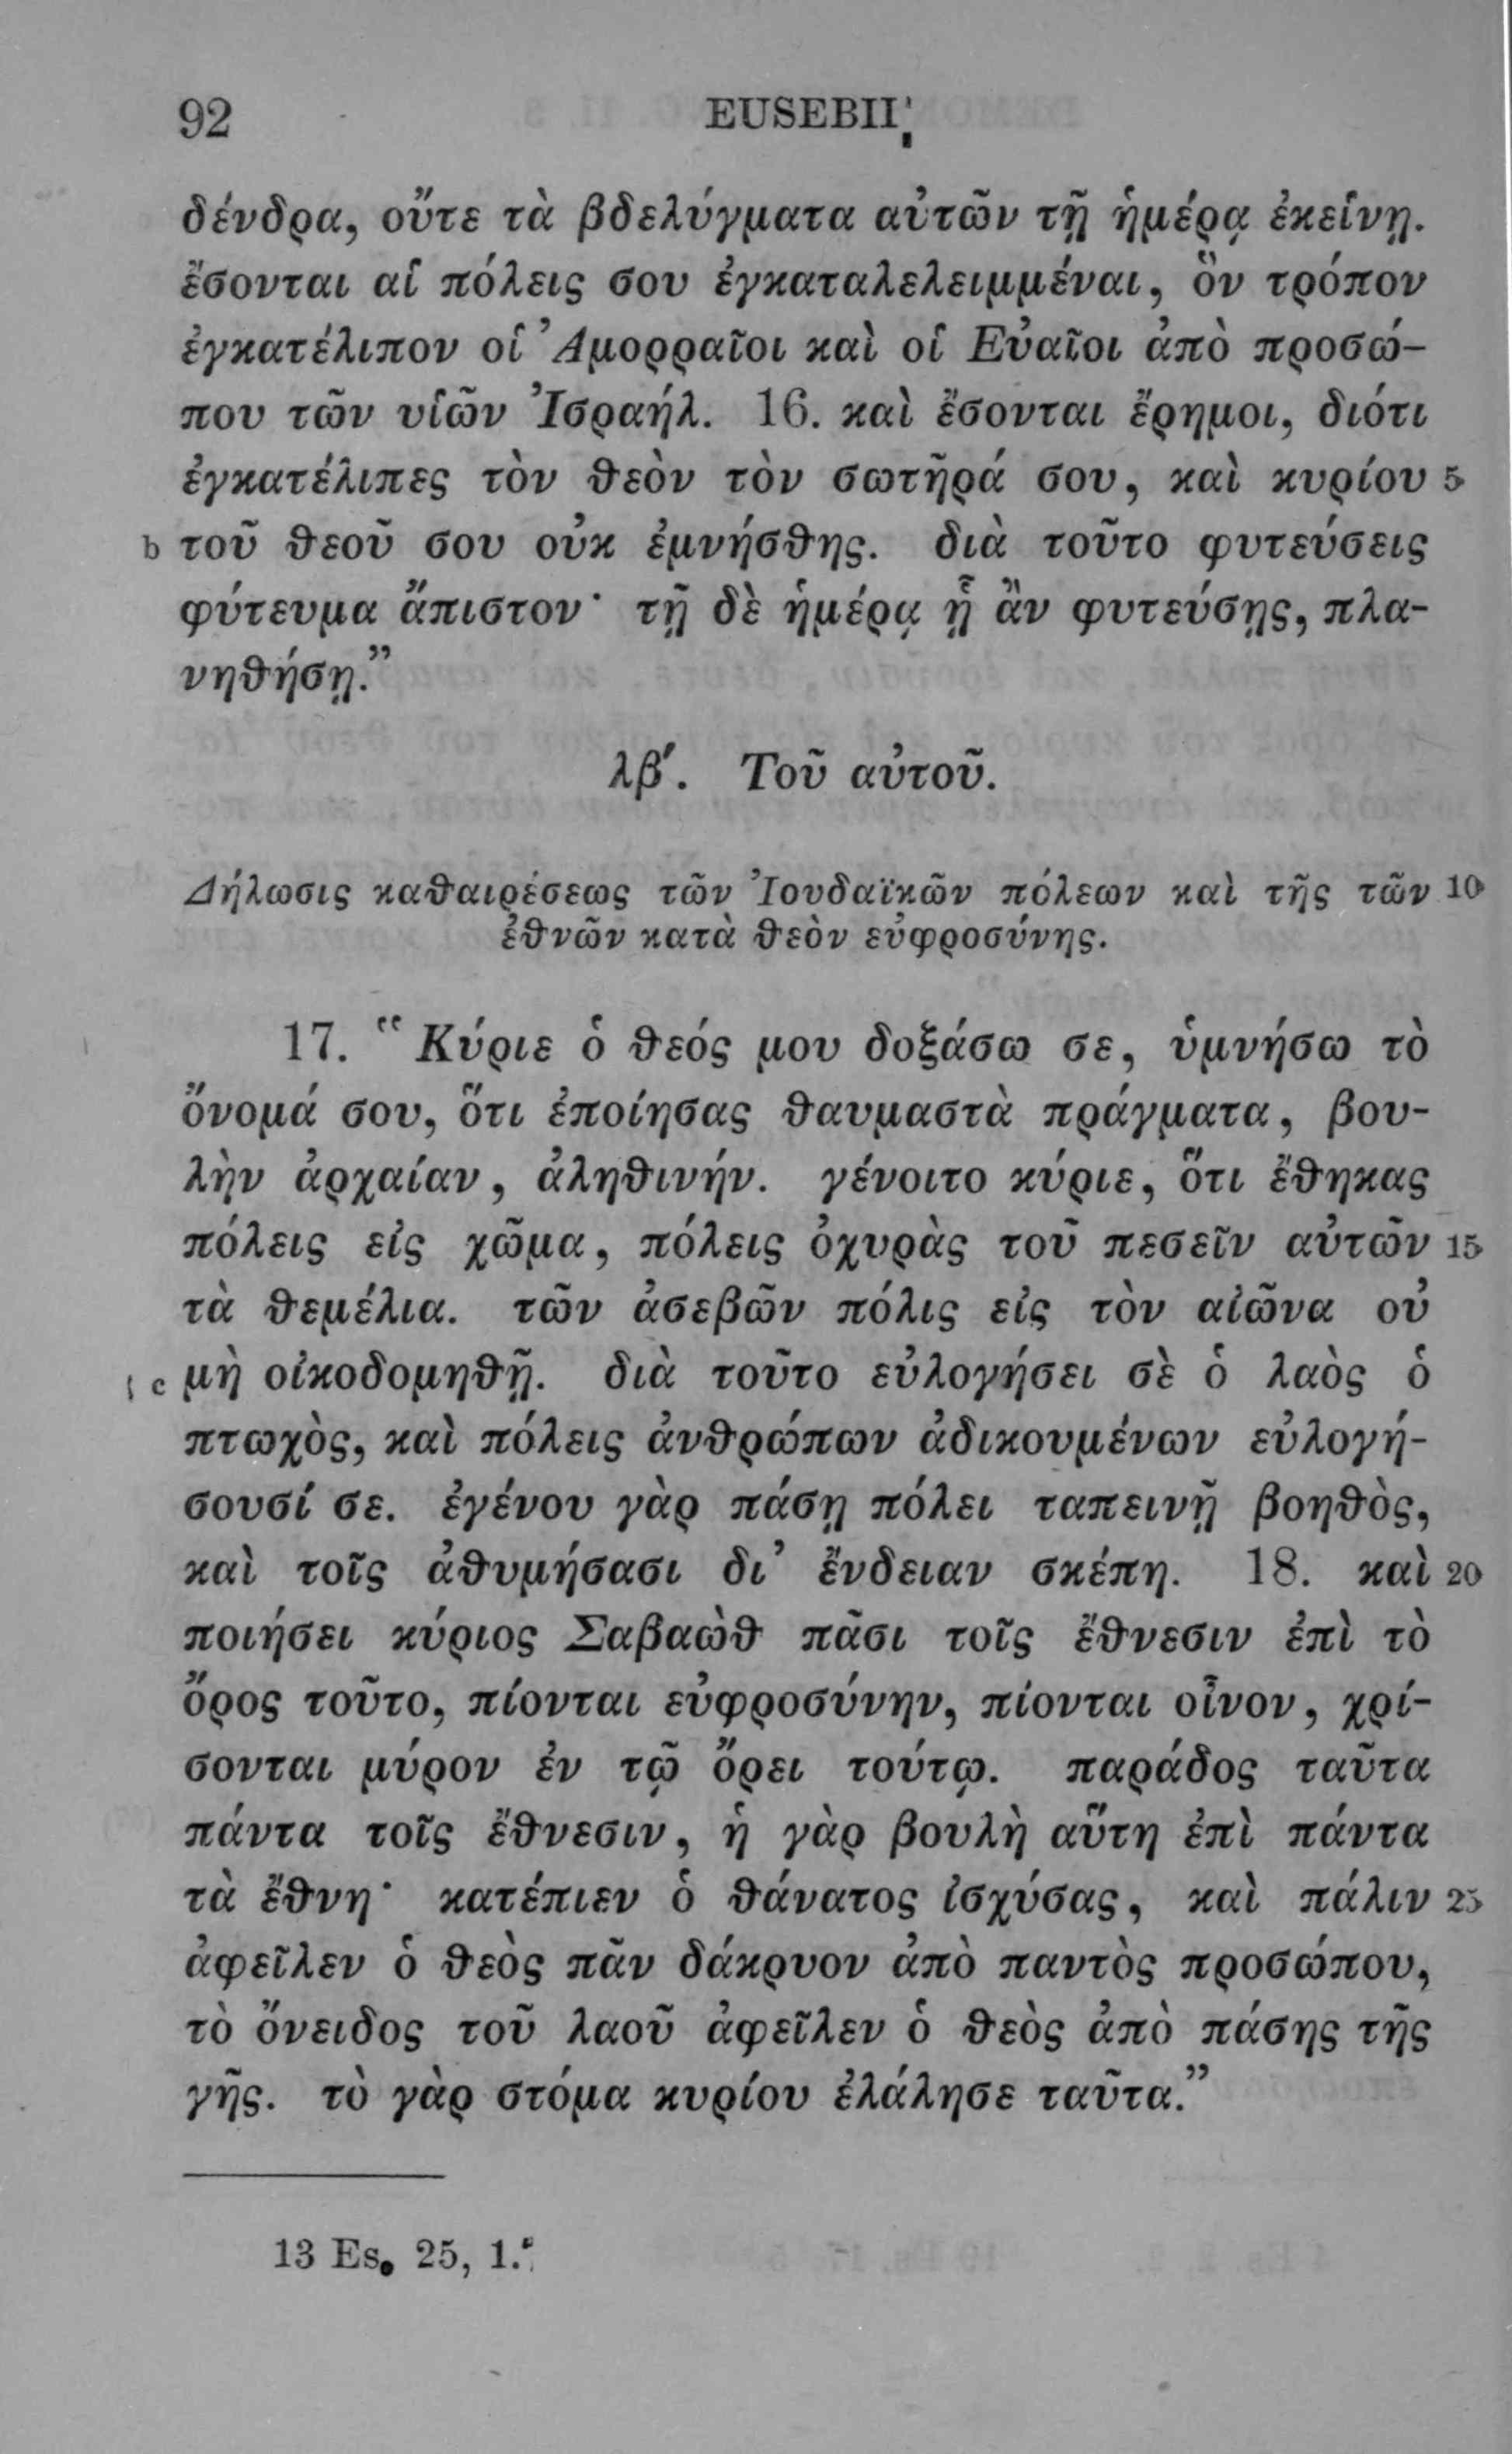 92 EUSEBII
δένδρα, οὔτε τὰ βδελύγματα αὐτῶν τῇ ἡμέρᾳ ἐκείνῃ.
ἔσονται αἱ πόλεις σου ἐγκαταλελειμμέναι, ὃν τρόπον
ἐγκατέλιπον οἱ Ἀμορραῖοι καὶ οἱ Εὐαῖοι ἀπὸ προσώ-
που τῶν υἱῶν Ἰσραήλ. 16. καὶ ἔσονται ἔρημοι, διότι
ἐγκατέλιπες τὸν θεὸν τὸν σωτῆρά σου, καὶ κυρίου 5
b τοῦ θεοῦ σου οὐκ ἐμνήσθης. διὰ τοῦτο φυτεύσεις
φύτευμα ἄπιστον· τῇ δὲ ἡμέρᾳ ᾗ ἂν φυτεύσῃς, πλα-
νηθήσῃ.”
λβ′. Τοῦ αὐτοῦ.
Δήλωσις καθαιρέσεως τῶν Ἰουδαϊκῶν πόλεων καὶ τῆς τῶν 10
ἐθνῶν κατὰ θεὸν εὐφροσύνης.
17. “Κύριε ὁ θεός μου δοξάσω σε, ὑμνήσω τὸ
ὄνομά σου, ὅτι ἐποίησας θαυμαστὰ πράγματα, βου-
λὴν ἀρχαίαν, ἀληθινήν. γένοιτο κύριε, ὅτι ἔθηκας
πόλεις εἰς χῶμα, πόλεις ὀχυρὰς τοῦ πεσεῖν αὐτῶν 15
τὰ θεμέλια. τῶν ἀσεβῶν πόλις εἰς τὸν αἰῶνα οὐ
c μὴ οἰκοδομηθῇ. διὰ τοῦτο εὐλογήσει σὲ ὁ λαὸς ὁ
πτωχὸς, καὶ πόλεις ἀνθρώπων ἀδικουμένων εὐλογή-
σουσί σε. ἐγένου γὰρ πάσῃ πόλει ταπεινῇ βοηθὸς,
καὶ τοῖς ἀθυμήσασι δι’ ἔνδειαν σκέπη. 18. καὶ 20
ποιήσει κύριος Σαβαὼθ πᾶσι τοῖς ἔθνεσιν ἐπὶ τὸ
ὄρος τοῦτο, πίονται εὐφροσύνην, πίονται οἶνον, χρί-
σονται μύρον ἐν τῷ ὄρει τούτῳ. παράδος ταῦτα
πάντα τοῖς ἔθνεσιν, ἡ γὰρ βουλὴ αὕτη ἐπὶ πάντα
τὰ ἔθνη· κατέπιεν ὁ θάνατος ἰσχύσας, καὶ πάλιν 25
ἀφεῖλεν ὁ θεὸς πᾶν δάκρυον ἀπὸ παντὸς προσώπου,
τὸ ὄνειδος τοῦ λαοῦ ἀφεῖλεν ὁ θεὸς ἀπὸ πάσης τῆς
γῆς. τὸ γὰρ στόμα κυρίου ἐλάλησε ταῦτα.”
13 Es. 25, 1.